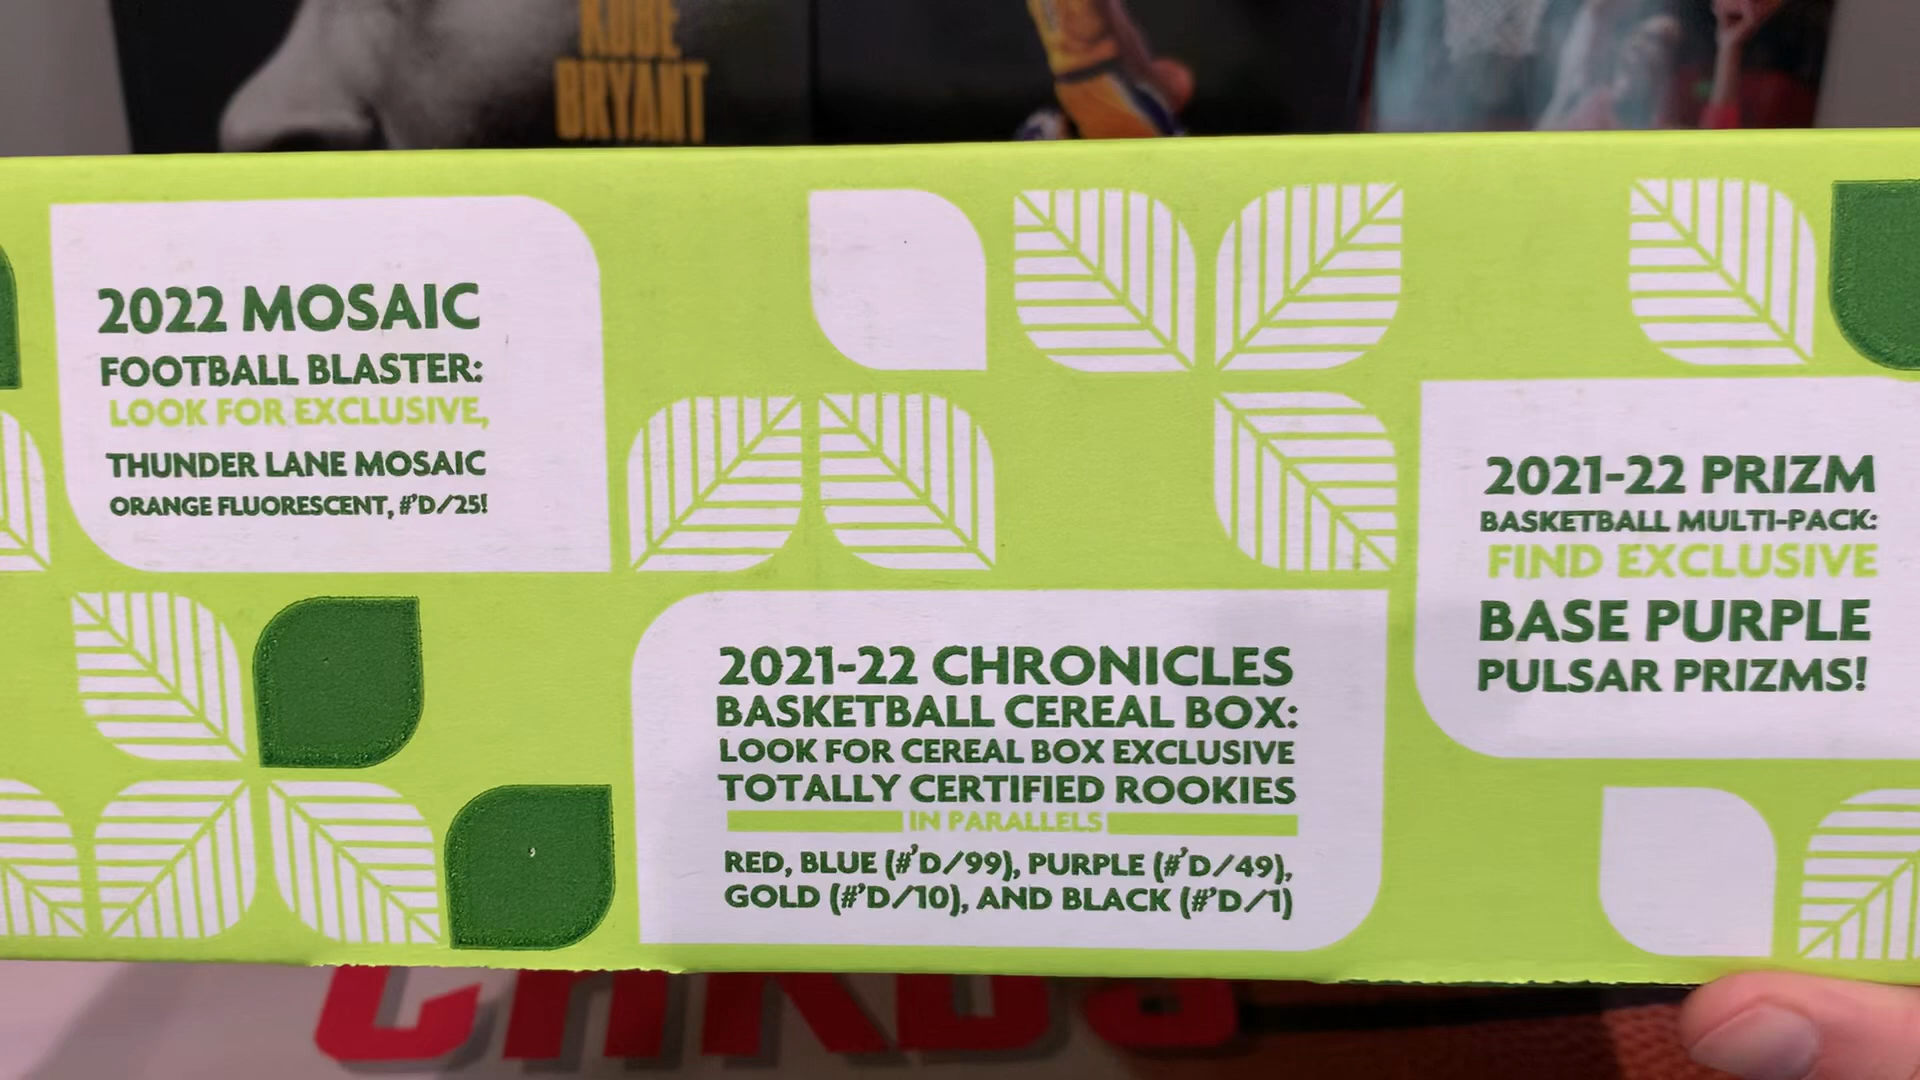 KOBE
BRYANT
2022 MOSAIC
FOOTBALL BLASTER:
LOOK FOR EXCLUSIVE,
THUNDER LANE MOSAIC
ORANGE FLUORESCENT, #'D/25!
2021-22 CHRONICLES
BASKETBALL CEREAL BOX:
LOOK FOR CEREAL BOX EXCLUSIVE
TOTALLY CERTIFIED ROOKIES
IN PARALLELS
RED, BLUE (#'D/99), PURPLE (#'D/49),
GOLD (#'D/10), AND BLACK (#'D/1)
2021-22 PRIZM
BASKETBALL MULTI-PACK:
FIND EXCLUSIVE
BASE PURPLE
PULSAR PRIZMS!
CARDS